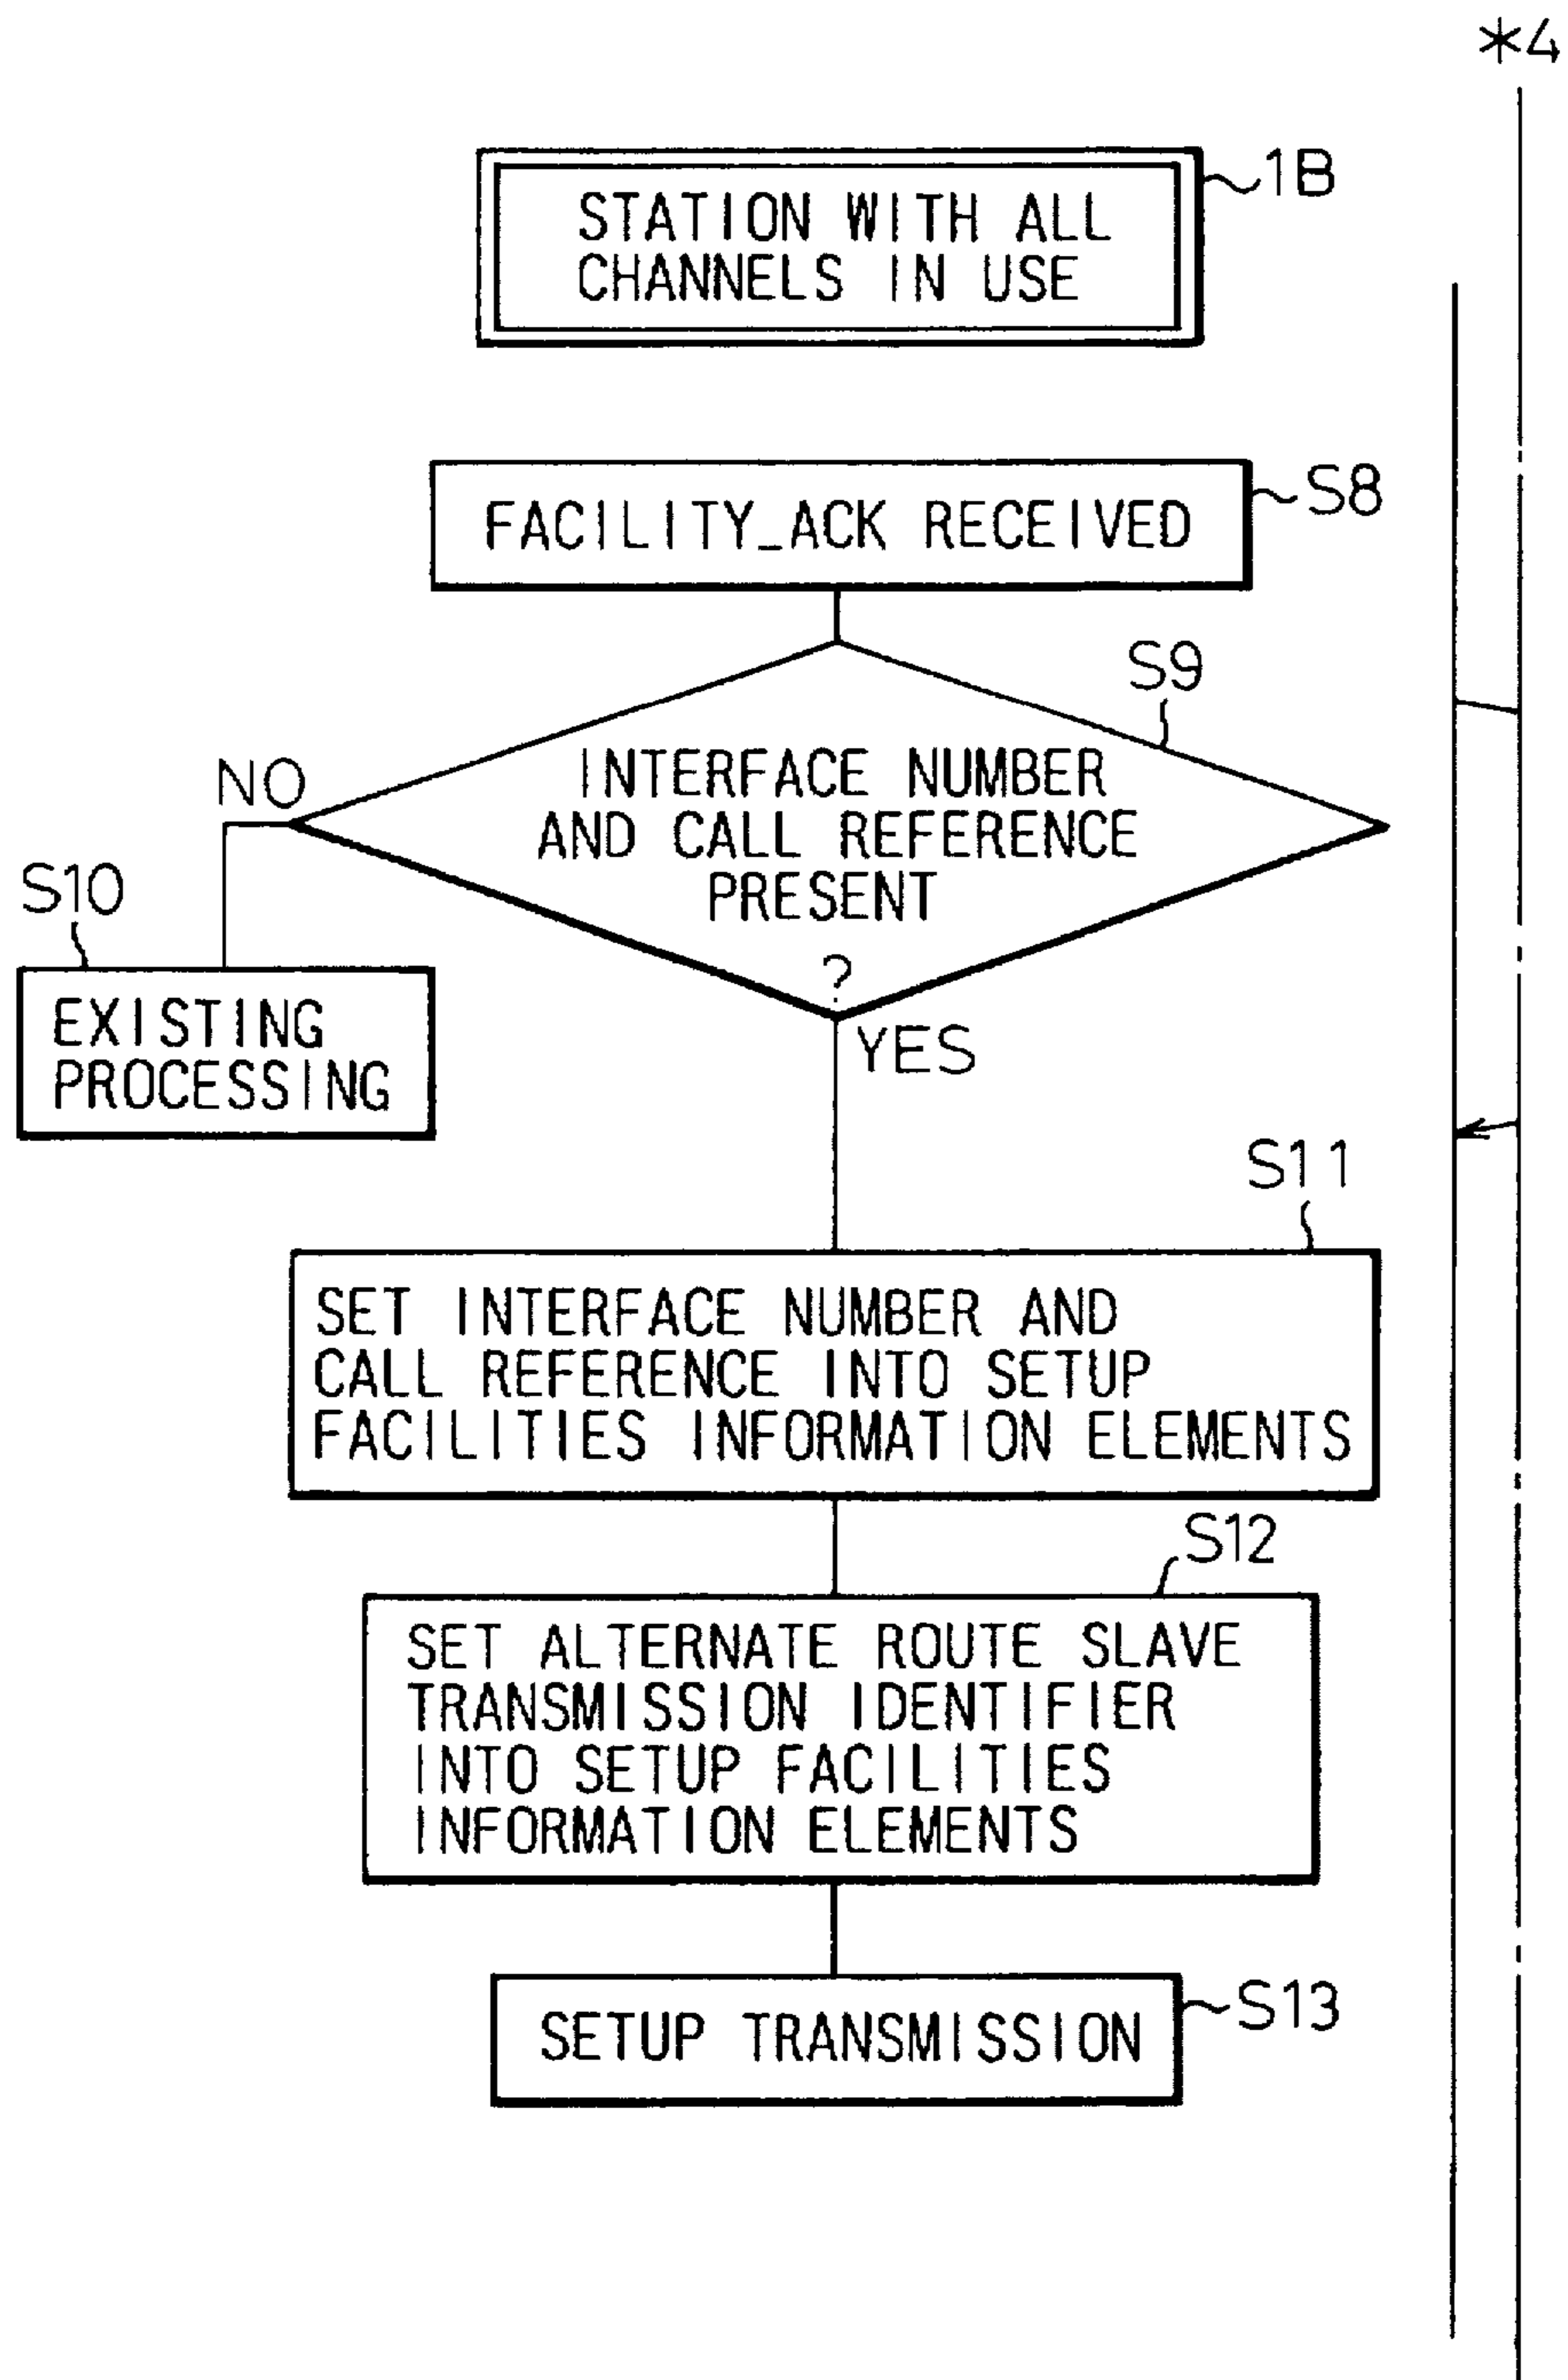 *4
1B
STATION WITH ALL
CHANNELS IN USE
S8
FACILITY_ACK RECEIVED
S9
INTERFACE NUMBER
AND CALL REFERENCE
PRESENT
?
NO
YES
S10
EXISTING
PROCESSING
S11
SET INTERFACE NUMBER AND
CALL REFERENCE INTO SETUP
FACILITIES INFORMATION ELEMENTS
S12
SET ALTERNATE ROUTE SLAVE
TRANSMISSION IDENTIFIER
INTO SETUP FACILITIES
INFORMATION ELEMENTS
S13
SETUP TRANSMISSION